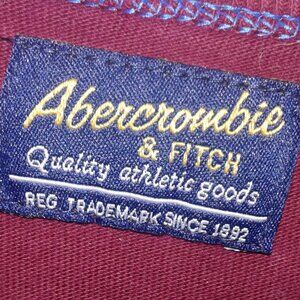 Abercrombie
& FITCH
Quality athletic goods
REG TRADEMARK SINCE 1892